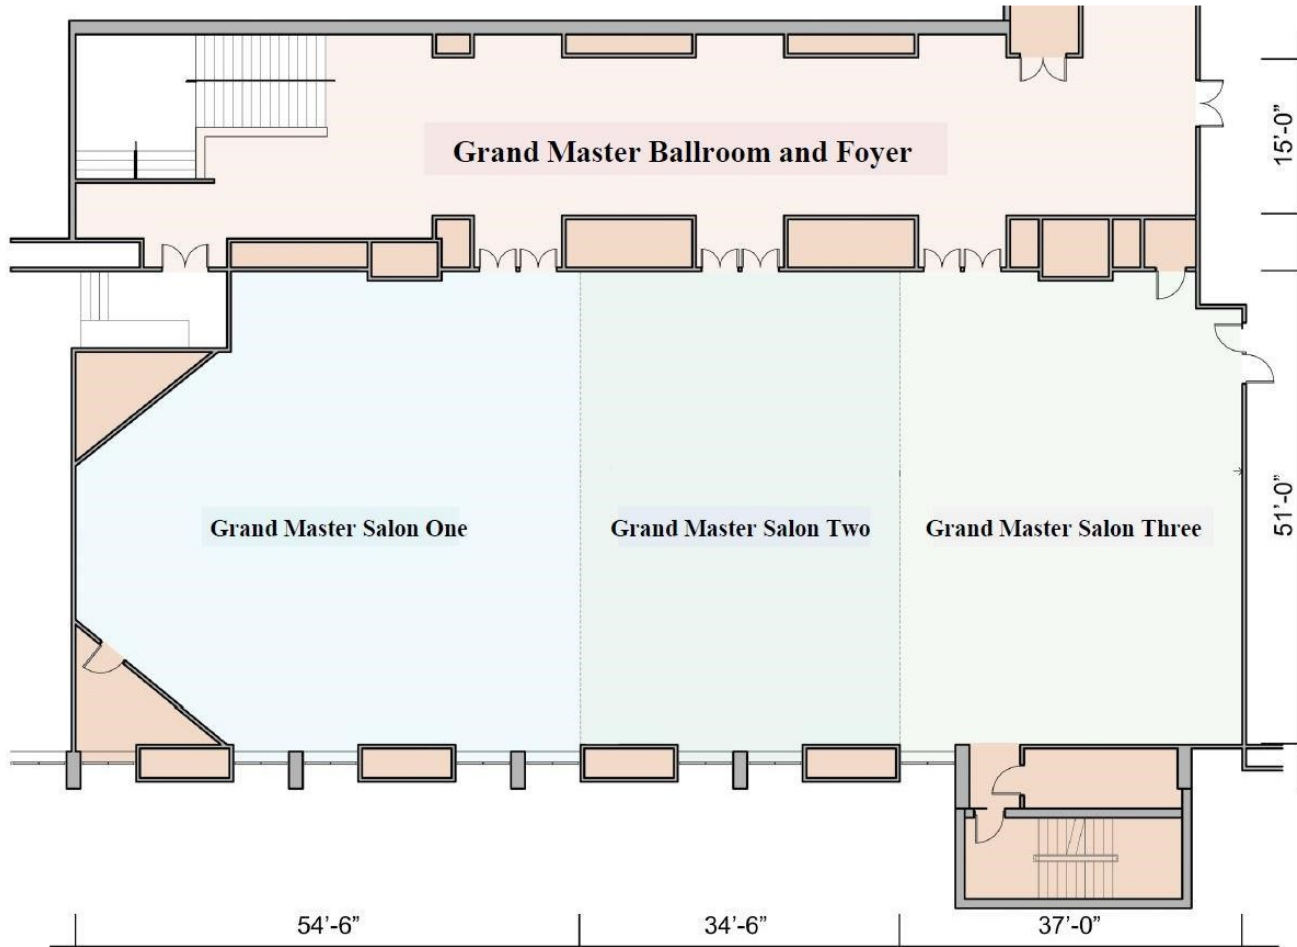 Grand Master Ballroom and Foyer
15’-0”
Grand Master Salon One
Grand Master Salon Two
Grand Master Salon Three
51’-0”
54’-6”
34’-6”
37’-0”